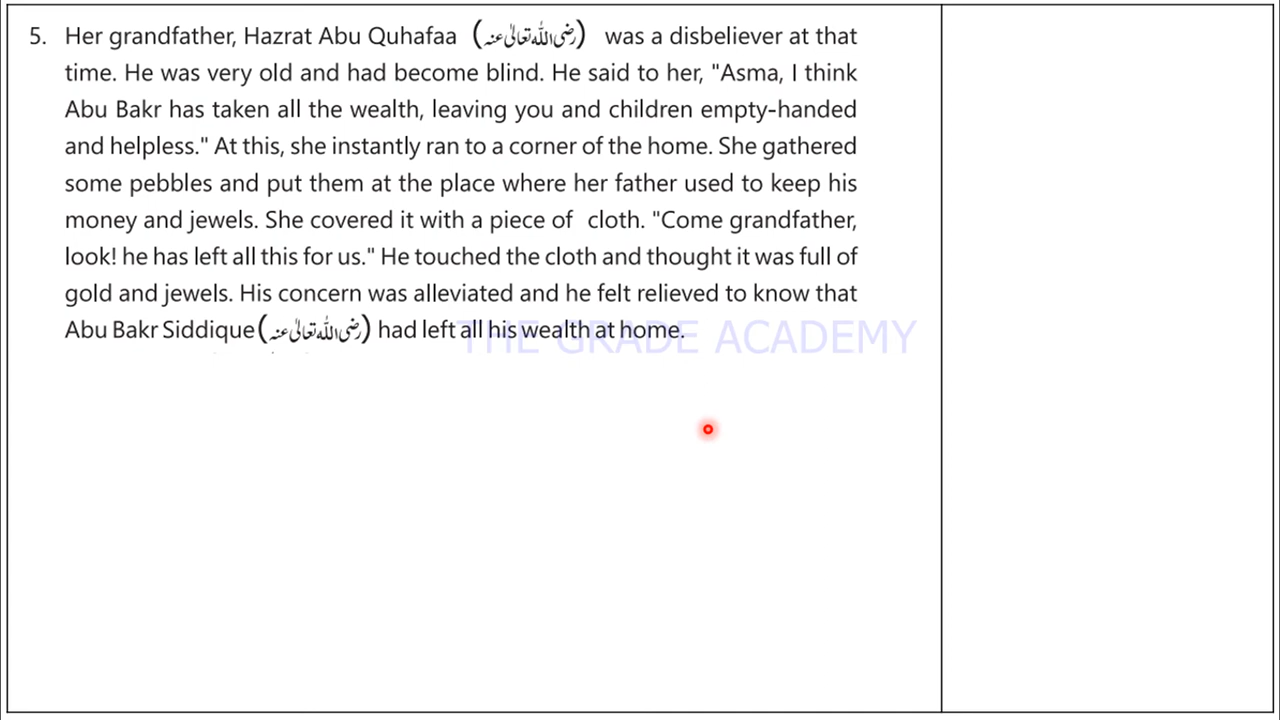 5. Her grandfather, Hazrat Abu Quhafaa (رضی اللہ تعالیٰ عنہ) was a disbeliever at that
time. He was very old and had become blind. He said to her, "Asma, I think
Abu Bakr has taken all the wealth, leaving you and children empty-handed
and helpless." At this, she instantly ran to a corner of the home. She gathered
some pebbles and put them at the place where her father used to keep his
money and jewels. She covered it with a piece of cloth. "Come grandfather,
look! he has left all this for us." He touched the cloth and thought it was full of
gold and jewels. His concern was alleviated and he felt relieved to know that
Abu Bakr Siddique (رضی اللہ تعالیٰ عنہ) had left all his wealth at home.
THE GRADE ACADEMY